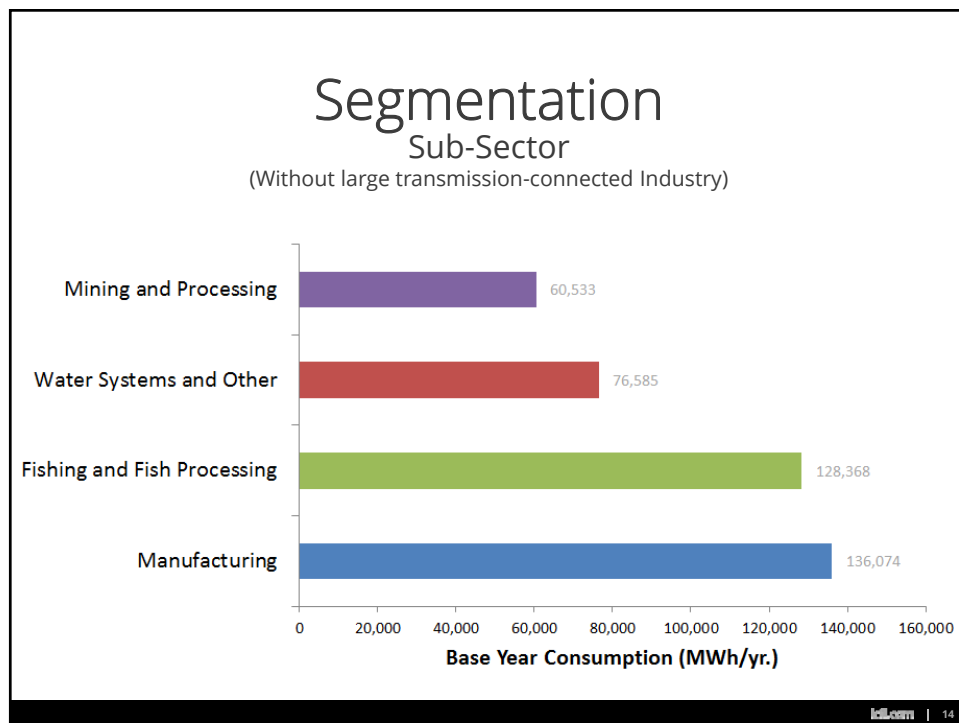 Segmentation
Sub-Sector
(Without large transmission-connected Industry)
Mining and Processing
60,533
Water Systems and Other
76,585
Fishing and Fish Processing
128,368
Manufacturing
136,074
0 20,000 40,000 60,000 80,000 100,000 120,000 140,000 160,000
Base Year Consumption (MWh/yr.)
| 14